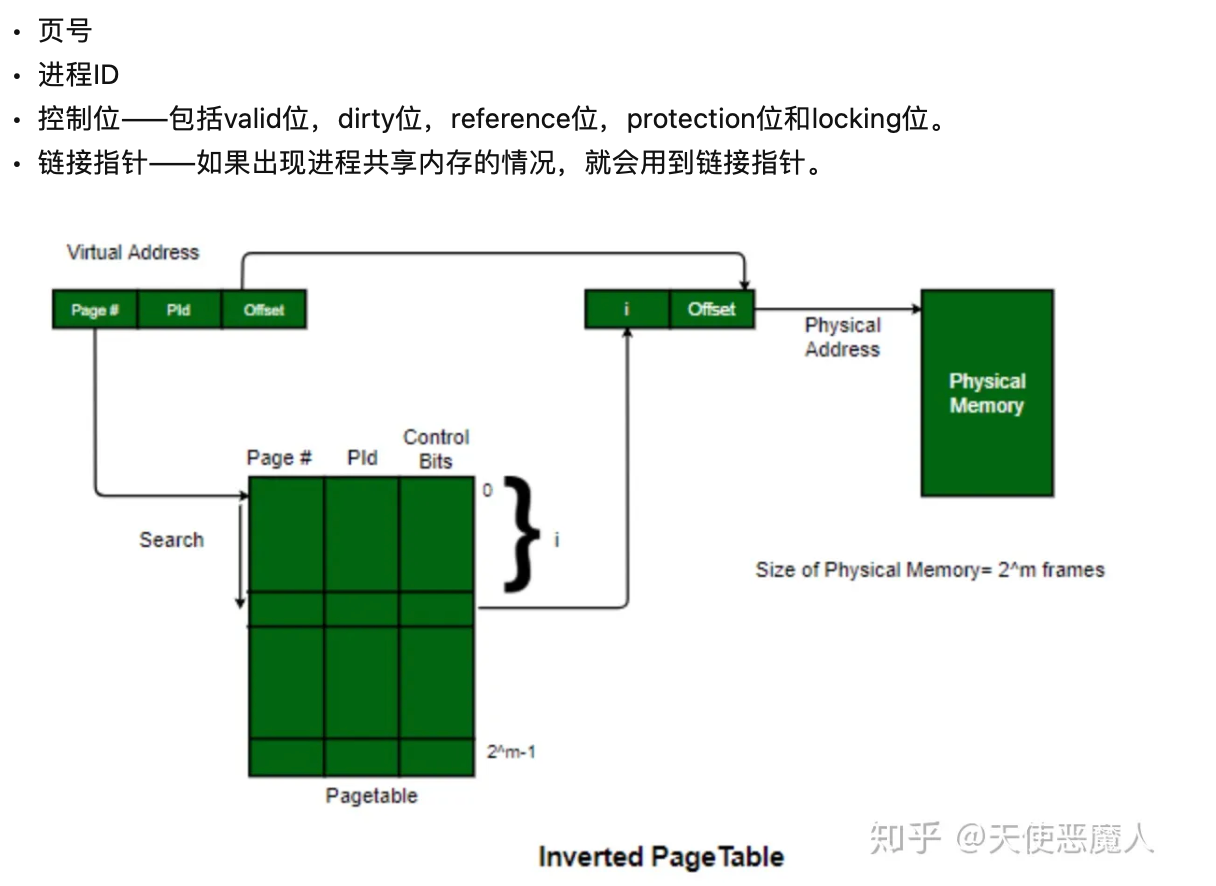 • 页号
• 进程ID
• 控制位——包括valid位，dirty位，reference位，protection位和locking位。
• 链接指针——如果出现进程共享内存的情况，就会用到链接指针。
Virtual Address
Page # PId Offset
i Offset
Physical Address
Physical Memory
Page # PId Control Bits
0
i
Search
Size of Physical Memory= 2^m frames
2^m-1
Pagetable
知乎 @天使恶魔人
Inverted PageTable